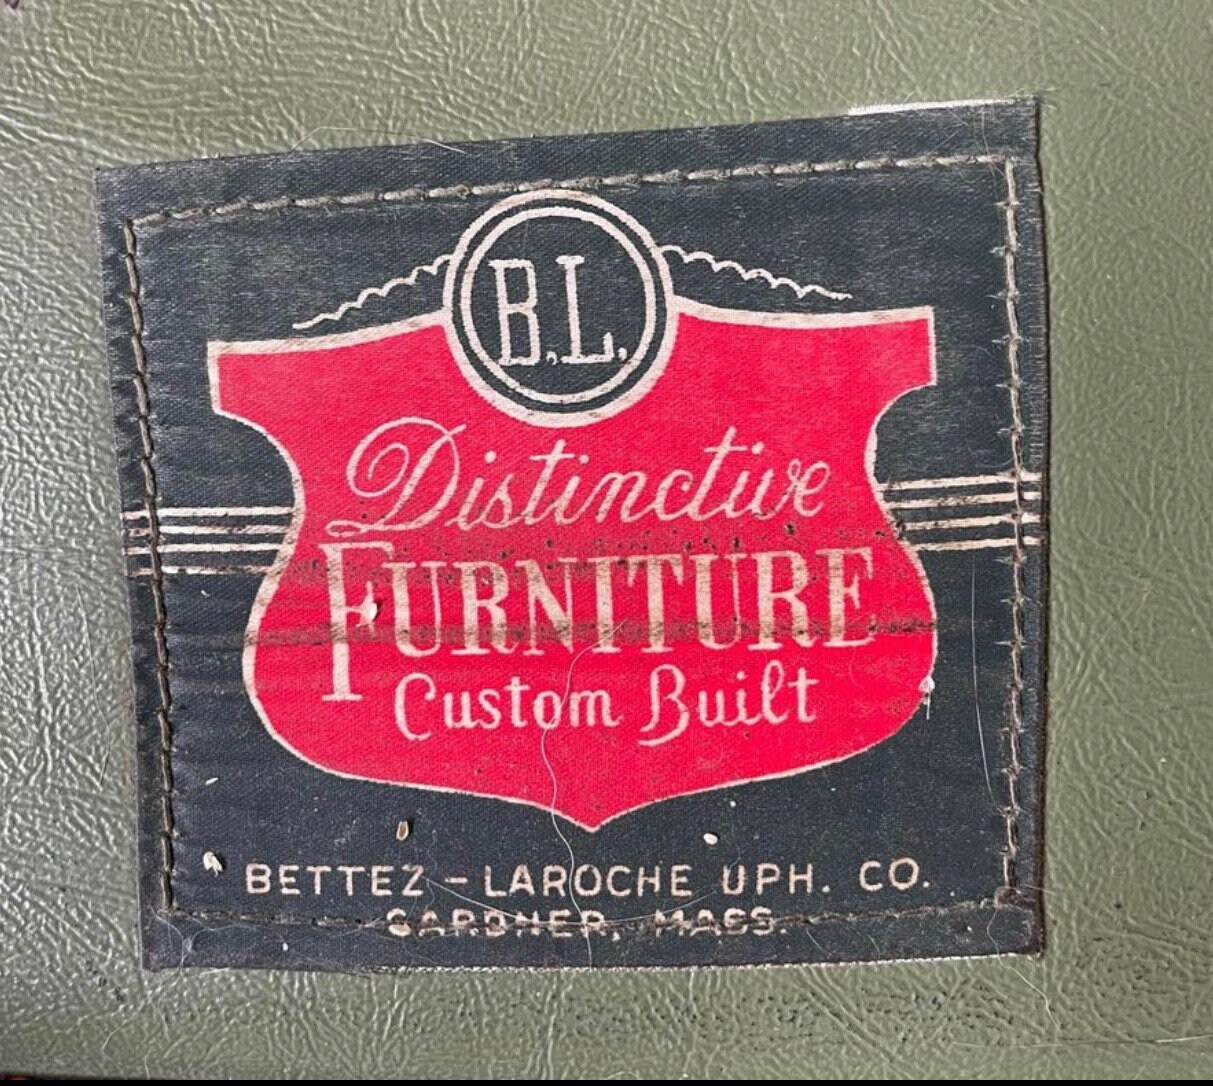 B.L.
Distinctive
FURNITURE
Custom Built
BETTEZ - LAROCHE UPH. CO.
GARDNER, MASS.